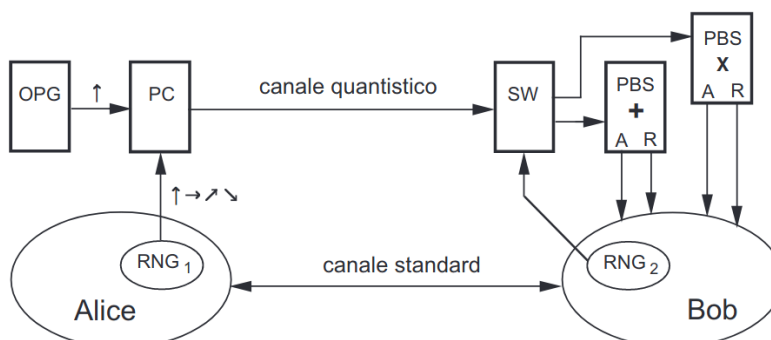 OPG
↑
PC
canale quantistico
SW
PBS
+
A R
PBS
x
A R
↑→↗↘
RNG 1
Alice
canale standard
RNG 2
Bob